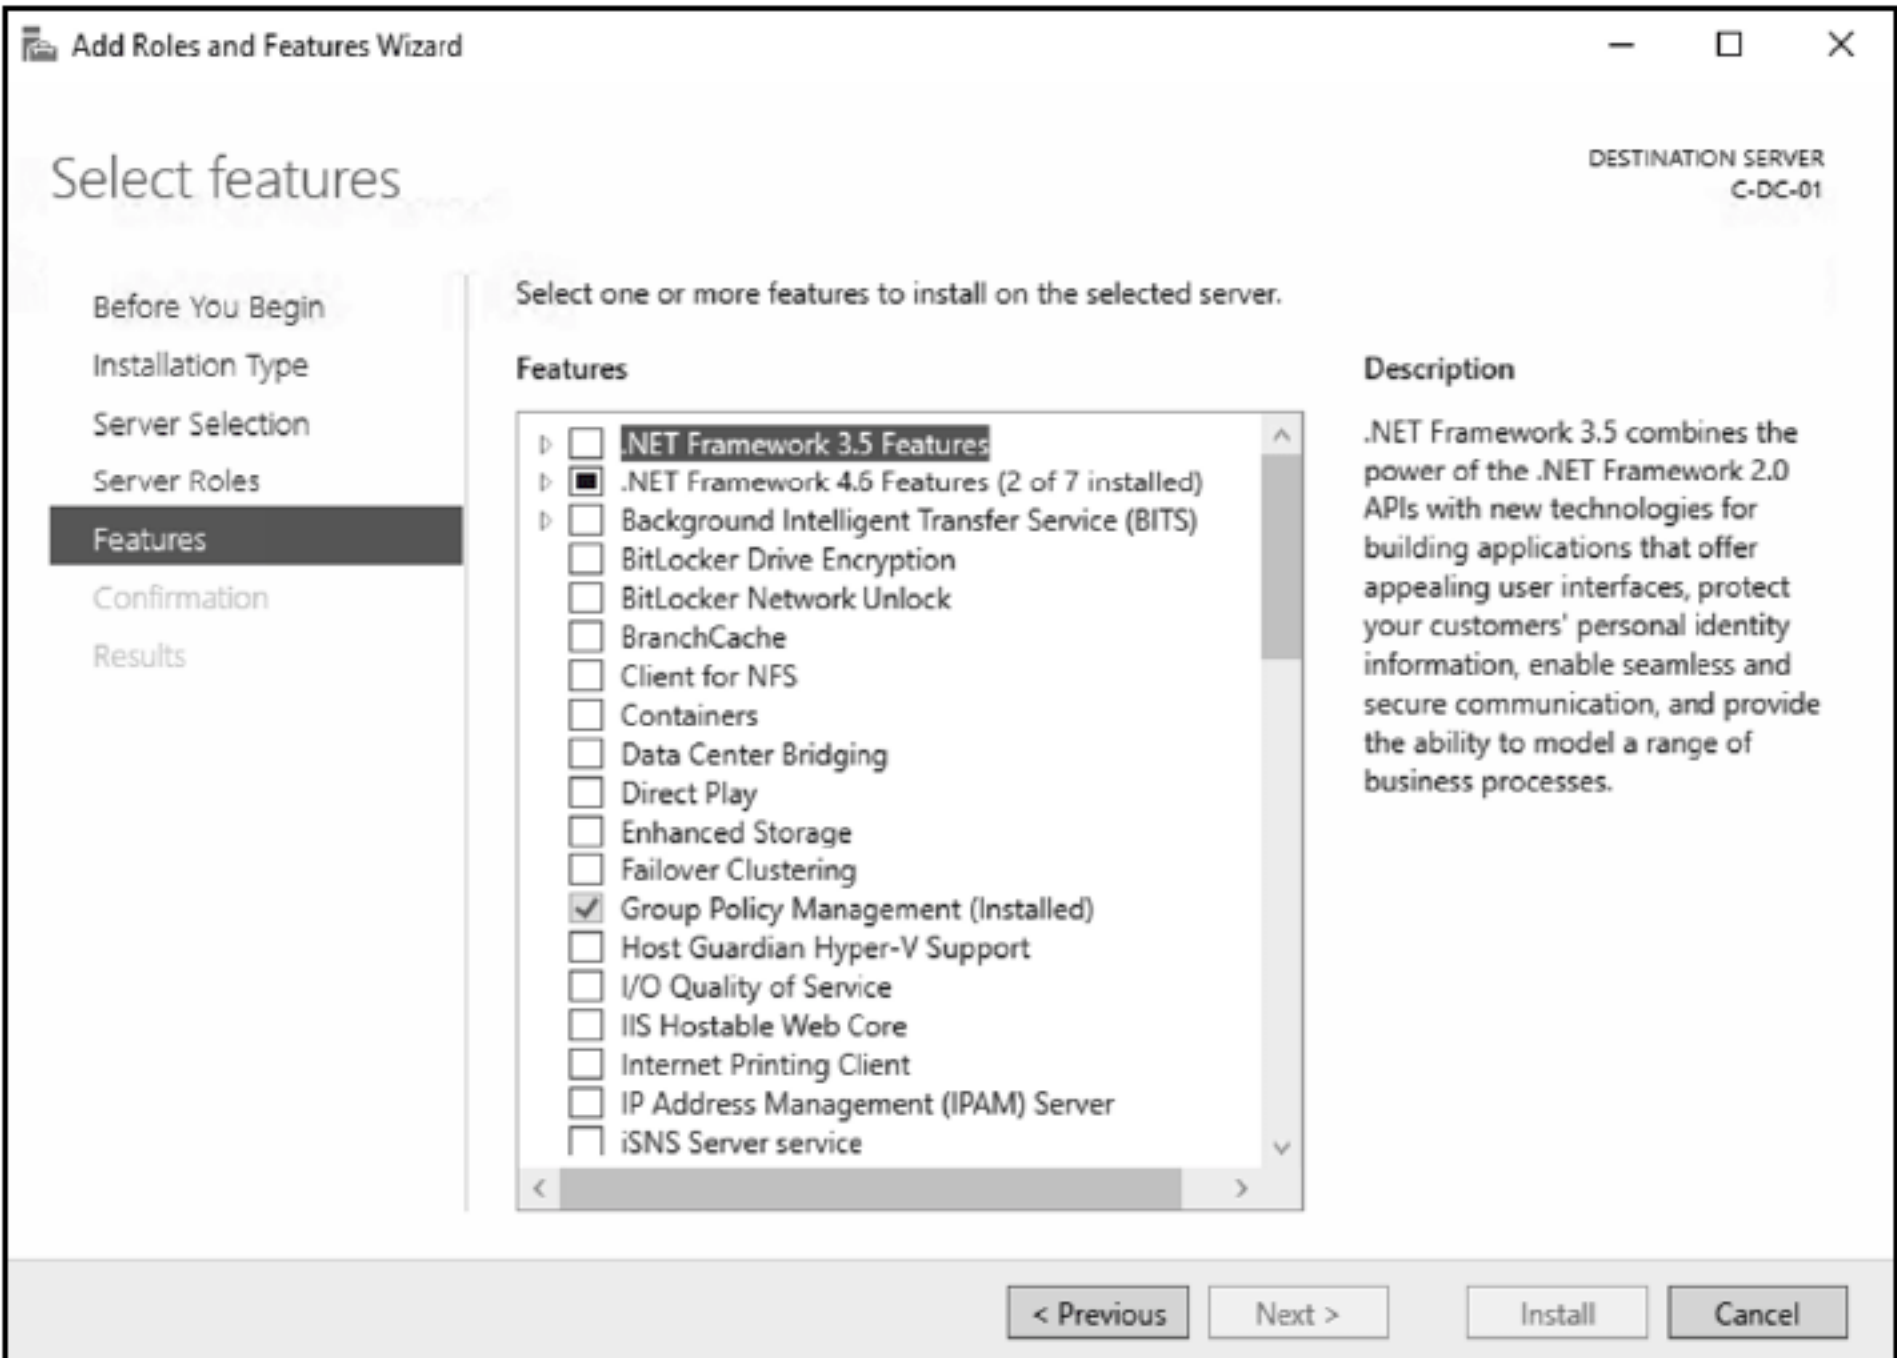 Add Roles and Features Wizard
Select features
DESTINATION SERVER
C-DC-01
Before You Begin
Installation Type
Server Selection
Server Roles
Features
Confirmation
Results
Select one or more features to install on the selected server.
Features
.NET Framework 3.5 Features
.NET Framework 4.6 Features (2 of 7 installed)
Background Intelligent Transfer Service (BITS)
BitLocker Drive Encryption
BitLocker Network Unlock
BranchCache
Client for NFS
Containers
Data Center Bridging
Direct Play
Enhanced Storage
Failover Clustering
Group Policy Management (Installed)
Host Guardian Hyper-V Support
I/O Quality of Service
IIS Hostable Web Core
Internet Printing Client
IP Address Management (IPAM) Server
iSNS Server service
Description
.NET Framework 3.5 combines the
power of the .NET Framework 2.0
APIs with new technologies for
building applications that offer
appealing user interfaces, protect
your customers' personal identity
information, enable seamless and
secure communication, and provide
the ability to model a range of
business processes.
< Previous
Next >
Install
Cancel